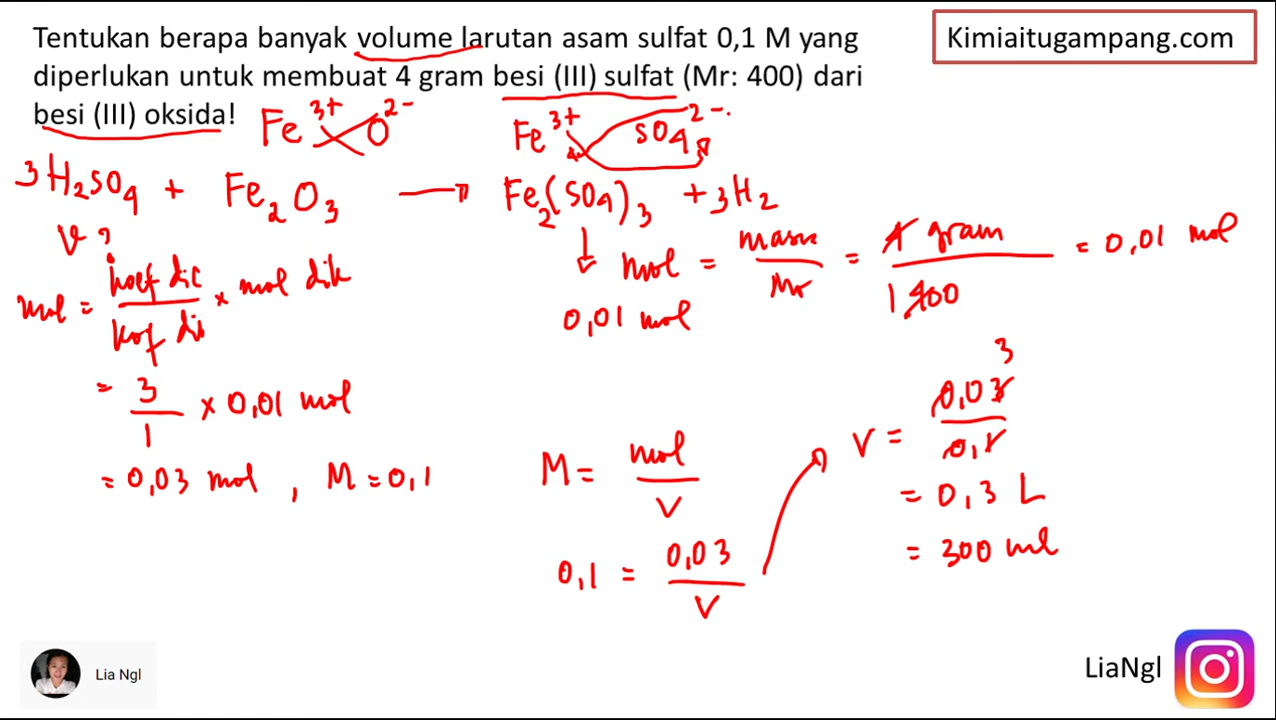 Tentukan berapa banyak volume larutan asam sulfat 0,1 M yang
diperlukan untuk membuat 4 gram besi (III) sulfat (Mr: 400) dari
besi (III) oksida!
Kimiaitugampang.com
Fe³⁺ O²⁻
Fe³⁺ SO₄²⁻
3H₂SO₄ + Fe₂O₃ → Fe₂(SO₄)₃ + 3H₂
V ?
mol = massa / Mr = 4 gram / 400 = 0,01 mol
0,01 mol
mol = koef dic / koef di × mol dik
= 3/1 × 0,01 mol
= 0,03 mol , M = 0,1
M = mol / V
0,1 = 0,03 / V
V = 0,03 / 0,1
= 0,3 L
= 300 ml
Lia Ngl
LiaNgl